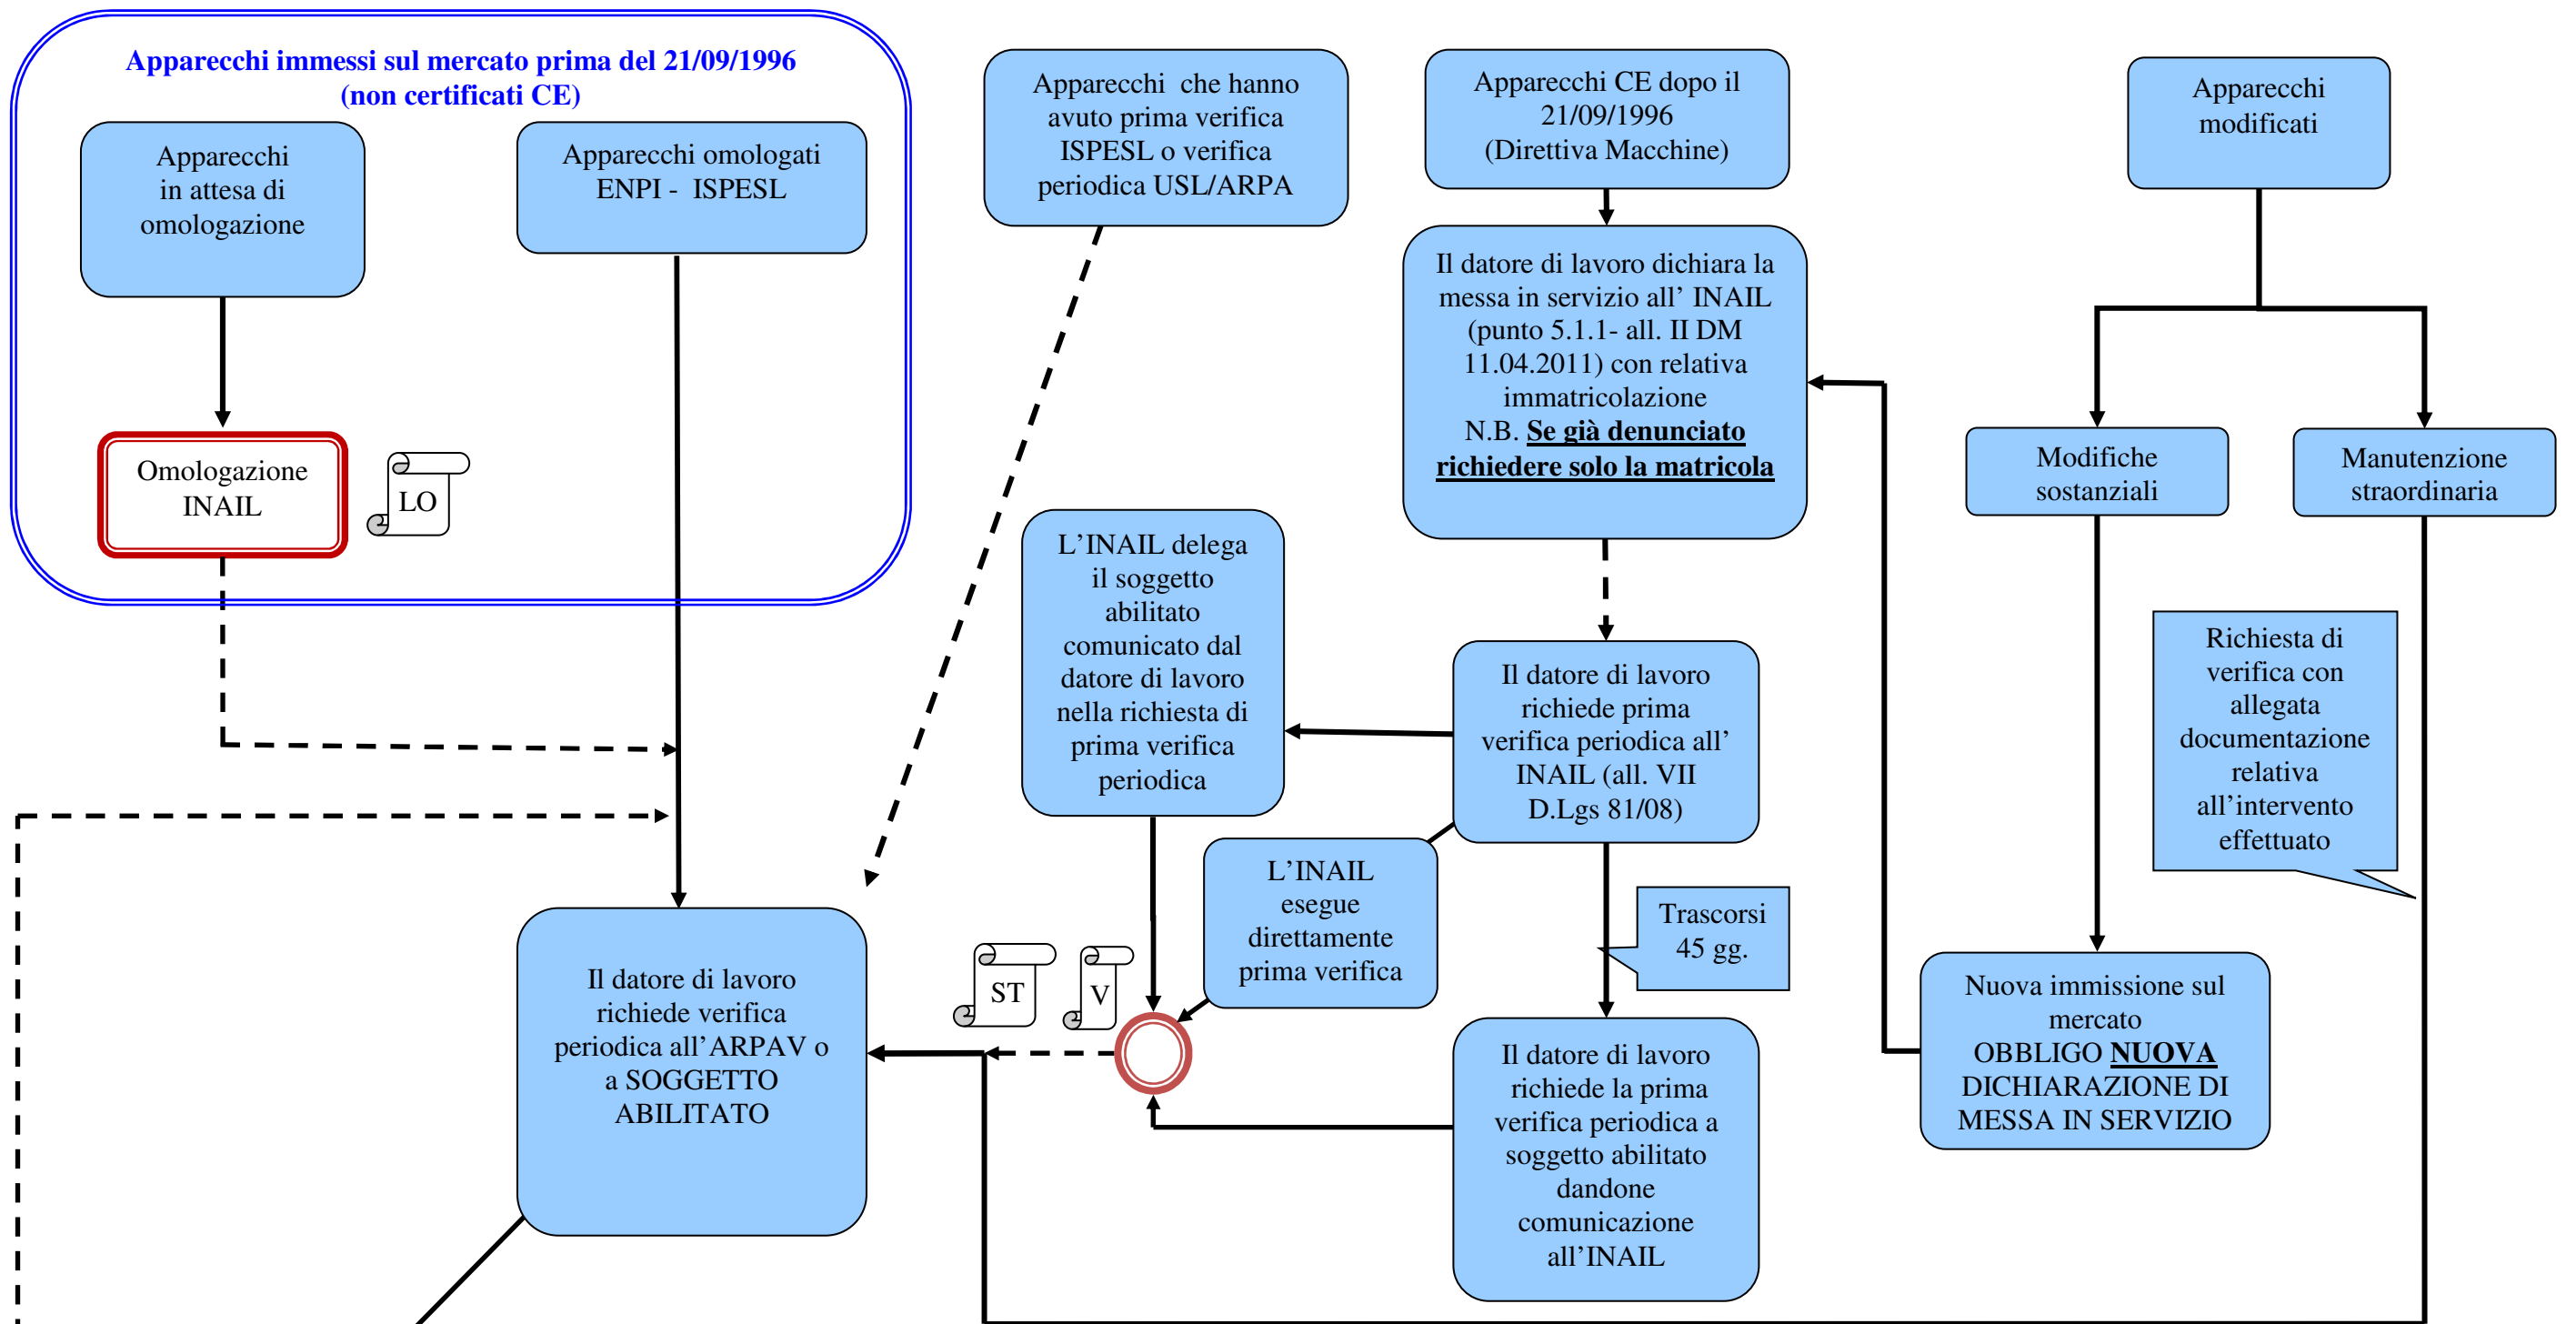 Apparecchi immessi sul mercato prima del 21/09/1996
(non certificati CE)
Apparecchi
in attesa di
omologazione
Apparecchi omologati
ENPI - ISPESL
Omologazione
INAIL
LO
Apparecchi che hanno
avuto prima verifica
ISPESL o verifica
periodica USL/ARPA
Apparecchi CE dopo il
21/09/1996
(Direttiva Macchine)
Apparecchi
modificati
Il datore di lavoro dichiara la
messa in servizio all' INAIL
(punto 5.1.1- all. II DM
11.04.2011) con relativa
immatricolazione
N.B. Se già denunciato
richiedere solo la matricola
Modifiche
sostanziali
Manutenzione
straordinaria
L'INAIL delega
il soggetto
abilitato
comunicato dal
datore di lavoro
nella richiesta di
prima verifica
periodica
Il datore di lavoro
richiede prima
verifica periodica all'
INAIL (all. VII
D.Lgs 81/08)
Richiesta di
verifica con
allegata
documentazione
relativa
all'intervento
effettuato
L'INAIL
esegue
direttamente
prima verifica
Trascorsi
45 gg.
Il datore di lavoro
richiede verifica
periodica all'ARPAV o
a SOGGETTO
ABILITATO
ST
V
Il datore di lavoro
richiede la prima
verifica periodica a
soggetto abilitato
dandone
comunicazione
all'INAIL
Nuova immissione sul
mercato
OBBLIGO NUOVA
DICHIARAZIONE DI
MESSA IN SERVIZIO